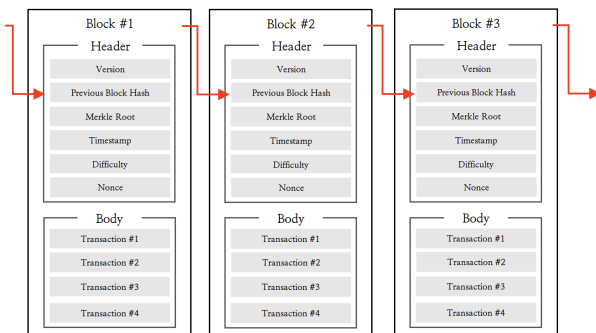 Block #1
Header
Version
Previous Block Hash
Merkle Root
Timestamp
Difficulty
Nonce
Body
Transaction #1
Transaction #2
Transaction #3
Transaction #4
Block #2
Header
Version
Previous Block Hash
Merkle Root
Timestamp
Difficulty
Nonce
Body
Transaction #1
Transaction #2
Transaction #3
Transaction #4
Block #3
Header
Version
Previous Block Hash
Merkle Root
Timestamp
Difficulty
Nonce
Body
Transaction #1
Transaction #2
Transaction #3
Transaction #4